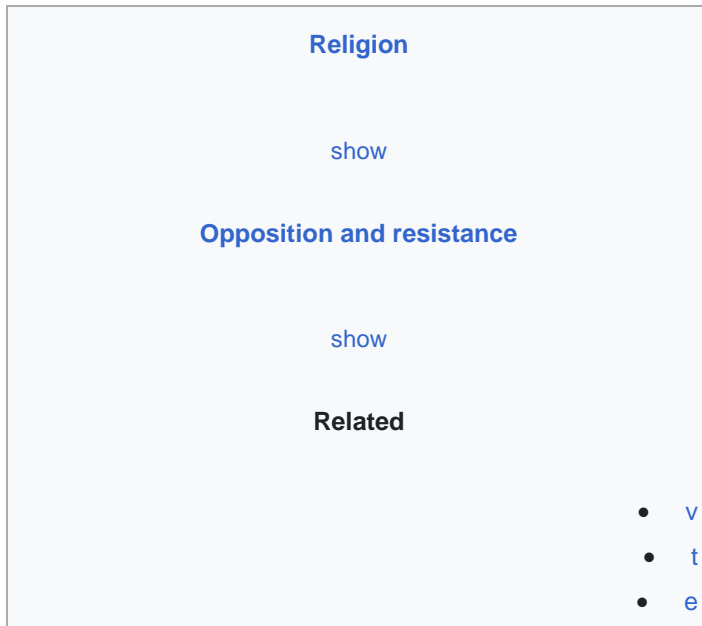 Religion
show
Opposition and resistance
show
Related
• v
• t
• e